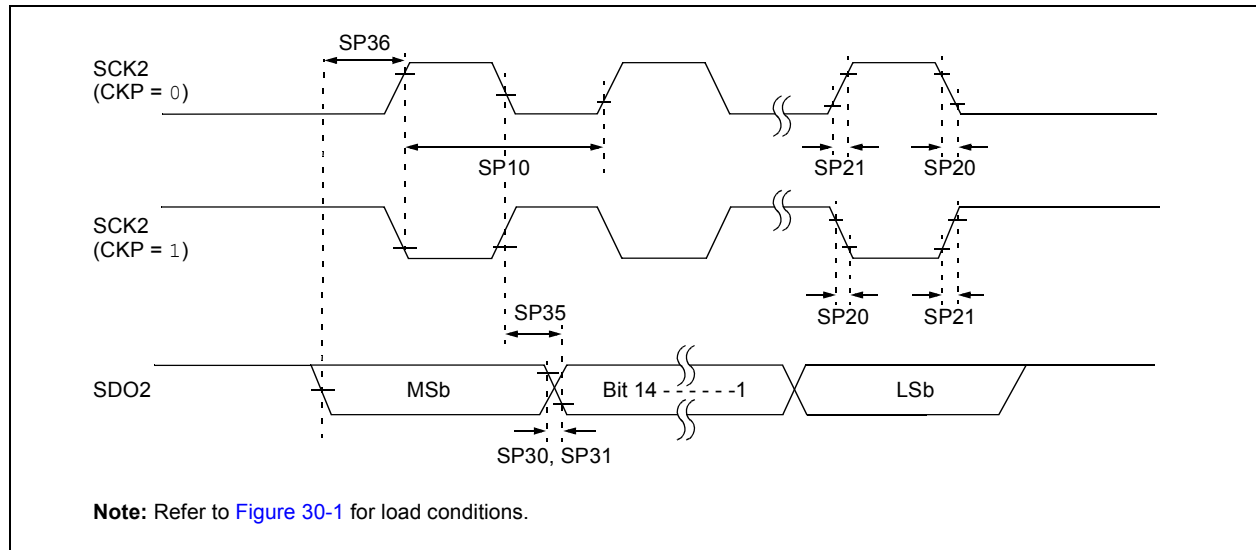 SP36
SCK2
(CKP = 0)
SP10
SP21
SP20
SCK2
(CKP = 1)
SP35
SP20
SP21
SDO2
MSb
Bit 14 - - - - - -1
LSb
SP30, SP31
Note: Refer to Figure 30-1 for load conditions.